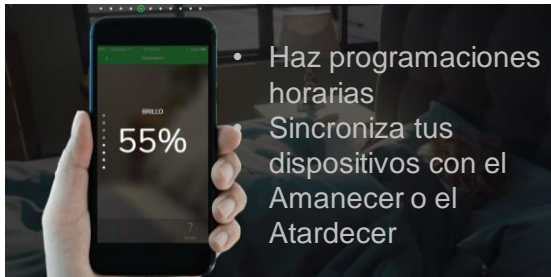 BRILLO
55%
?
• Haz programaciones
horarias
• Sincroniza tus
dispositivos con el
Amanecer o el
Atardecer